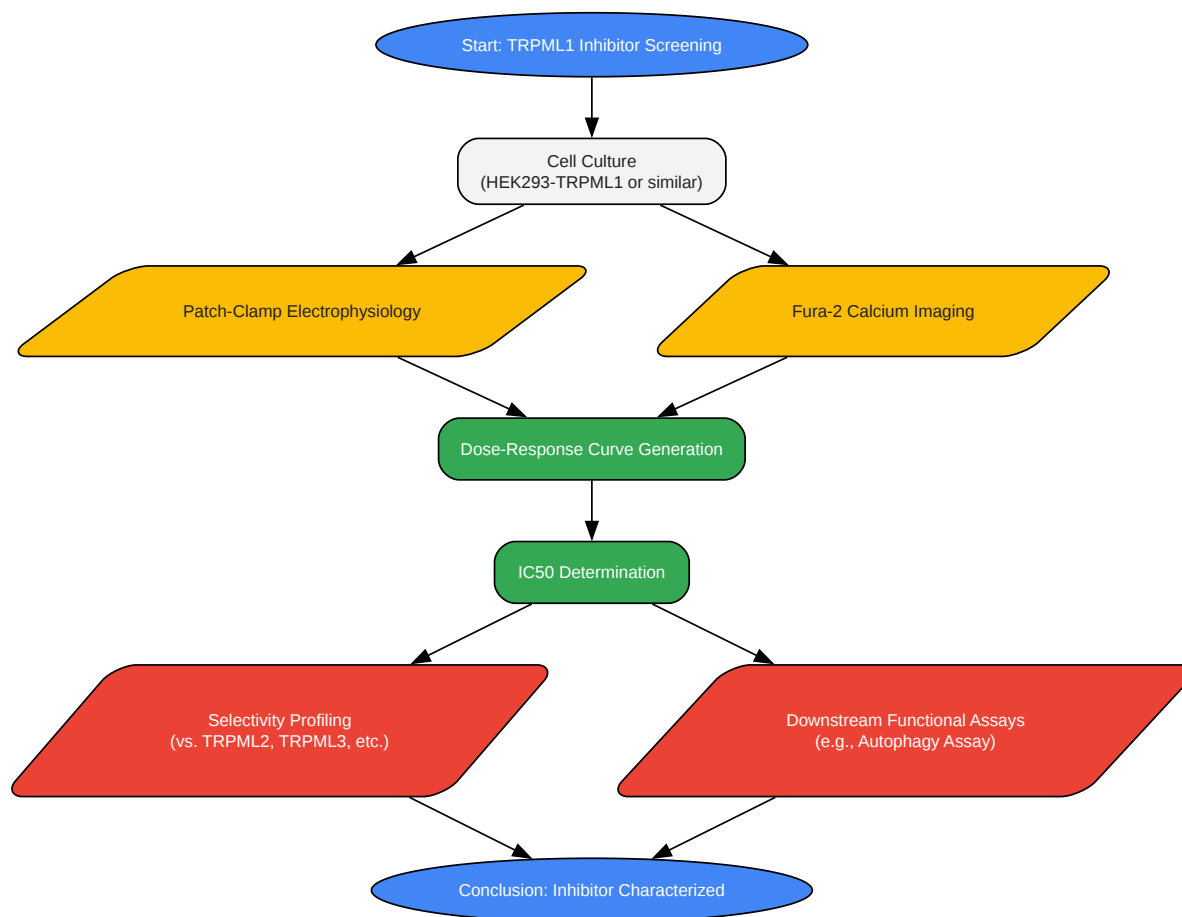 Start: TRPML1 Inhibitor Screening
Cell Culture
(HEK293-TRPML1 or similar)
Patch-Clamp Electrophysiology
Fura-2 Calcium Imaging
Dose-Response Curve Generation
IC50 Determination
Selectivity Profiling
(vs. TRPML2, TRPML3, etc.)
Downstream Functional Assays
(e.g., Autophagy Assay)
Conclusion: Inhibitor Characterized